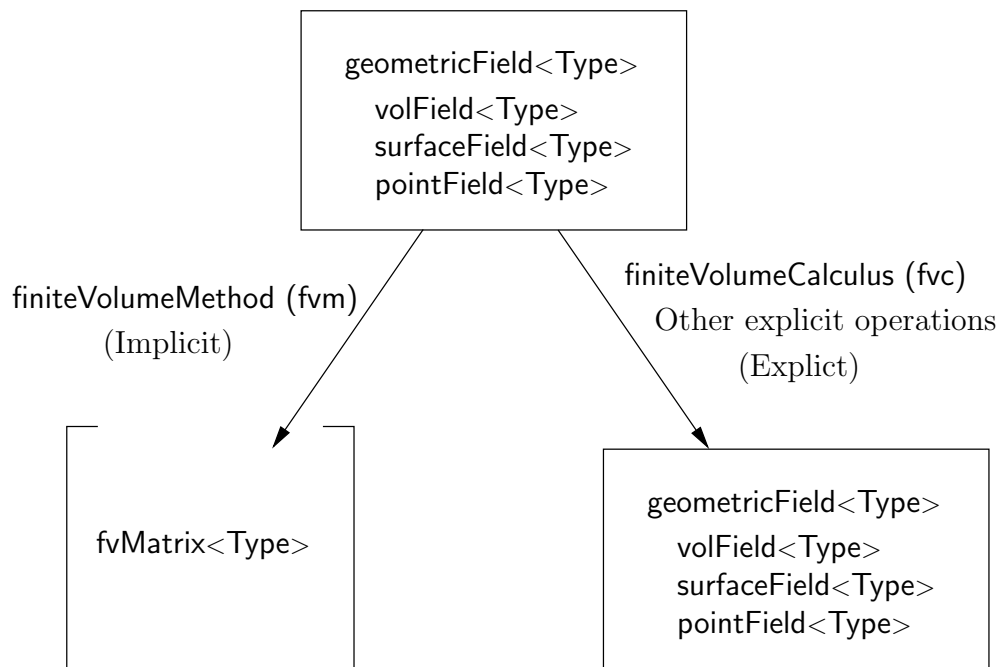 geometricField<Type>
volField<Type>
surfaceField<Type>
pointField<Type>
finiteVolumeMethod (fvm)
(Implicit)
finiteVolumeCalculus (fvc)
Other explicit operations
(Explict)
fvMatrix<Type>
geometricField<Type>
volField<Type>
surfaceField<Type>
pointField<Type>